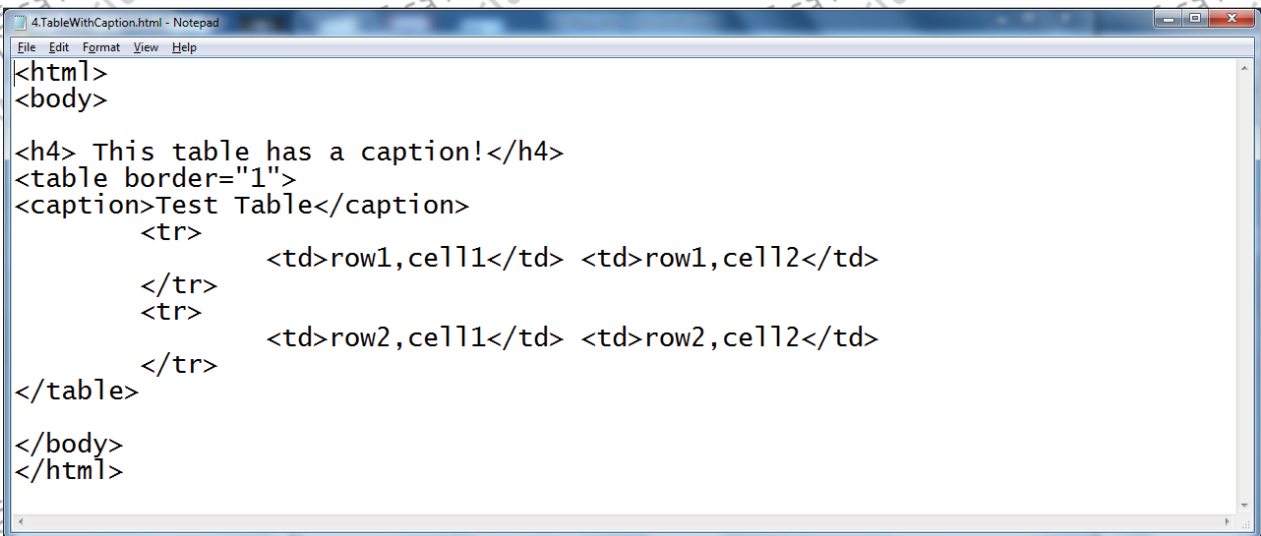 4.TableWithCaption.html - Notepad
File Edit Format View Help
<html>
<body>
<h4> This table has a caption!</h4>
<table border="1">
<caption>Test Table</caption>
<tr>
<td>row1,cell1</td> <td>row1,cell2</td>
</tr>
<tr>
<td>row2,cell1</td> <td>row2,cell2</td>
</tr>
</table>
</body>
</html>